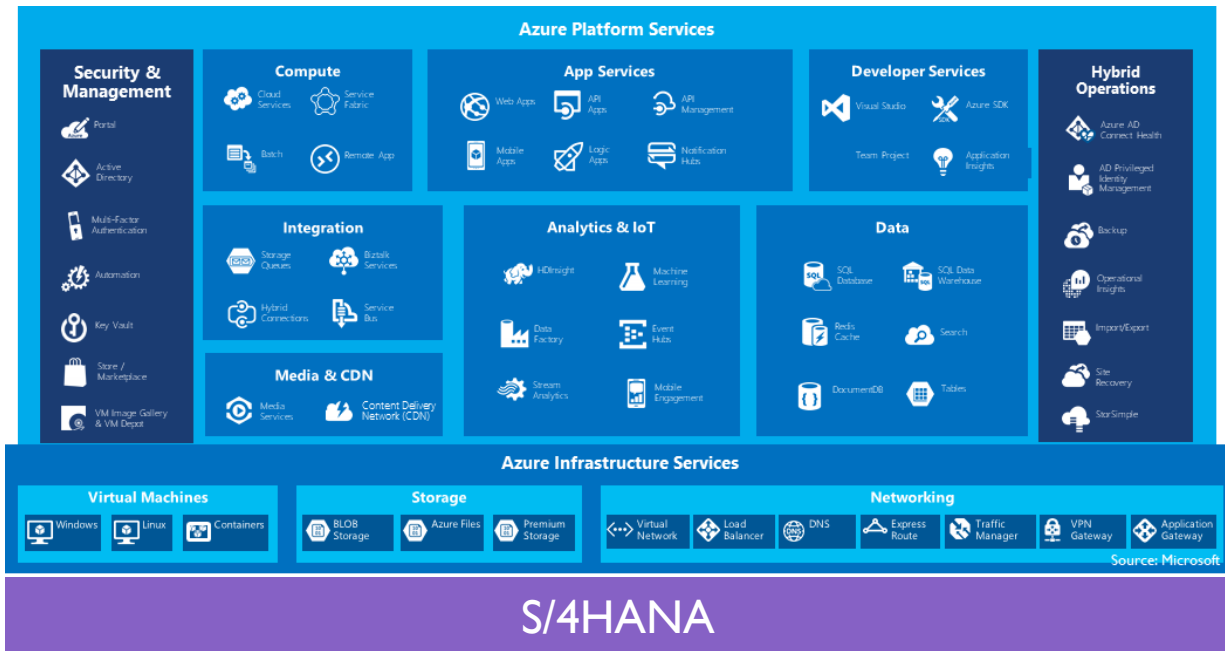 Azure Platform Services
Security &
Management
Portal
Azure
Active
Directory
Multi-Factor
Authentication
Automation
Key Vault
Store /
Marketplace
VM Image Gallery
& VM Depot
Compute
Cloud
Services
Service
Fabric
Batch
Remote App
App Services
Web Apps
API
Apps
API
Management
Mobile
Apps
Logic
Apps
Notification
Hubs
Developer Services
Visual Studio
SDK
Azure SDK
Team Project
Application
Insights
Hybrid
Operations
Azure AD
Connect Health
AD Privileged
Identity
Management
Backup
Operational
Insights
Import/Export
Site
Recovery
StorSimple
Integration
Storage
Queues
Biztalk
Services
Hybrid
Connections
Service
Bus
Media & CDN
Media
Services
Content Delivery
Network (CDN)
Analytics & IoT
HDInsight
Machine
Learning
Data
Factory
Event
Hubs
Stream
Analytics
Mobile
Engagement
Data
SQL
SQL
Database
SQL
SQL Data
Warehouse
Redis
Cache
Search
DocumentDB
Tables
Azure Infrastructure Services
Virtual Machines
Windows
Linux
Containers
Storage
BLOB
Storage
Azure Files
Premium
Storage
Networking
Virtual
Network
Load
Balancer
DNS
DNS
Express
Route
Traffic
Manager
VPN
Gateway
Application
Gateway
Source: Microsoft
S/4HANA